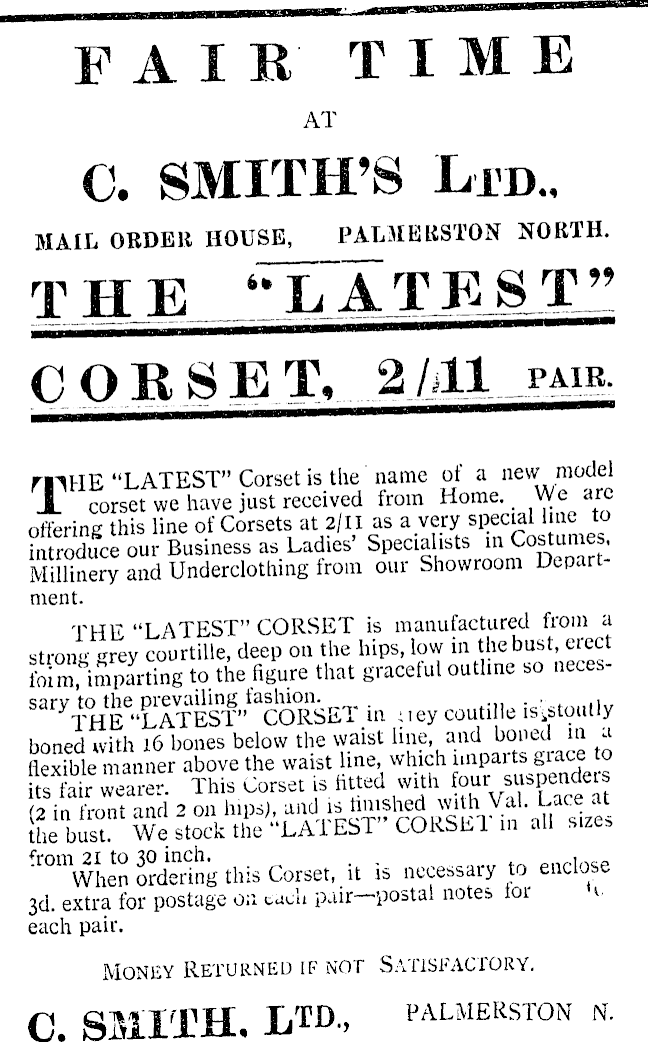 FAIR TIME
AT
C. SMITH'S LTD.,
MAIL ORDER HOUSE, PALMERSTON NORTH.
THE "LATEST"
CORSET, 2/11 PAIR.
THE "LATEST" Corset is the name of a new model
corset we have just received from Home. We are
offering this line of Corsets at 2/11 as a very special line to
introduce our Business as Ladies' Specialists in Costumes,
Millinery and Underclothing from our Showroom Depart-
ment.
THE "LATEST" CORSET is manufactured from a
strong grey courtille, deep on the hips, low in the bust, erect
form, imparting to the figure that graceful outline so neces-
sary to the prevailing fashion.
THE "LATEST" CORSET in grey coutille is stoutly
boned with 16 bones below the waist line, and boned in a
flexible manner above the waist line, which imparts grace to
its fair wearer. This Corset is fitted with four suspenders
(2 in front and 2 on hips), and is finished with Val. Lace at
the bust. We stock the "LATEST" CORSET in all sizes
from 21 to 30 inch.
When ordering this Corset, it is necessary to enclose
3d. extra for postage on each pair—postal notes for
each pair.
MONEY RETURNED IF NOT SATISFACTORY.
C. SMITH, LTD., PALMERSTON N.